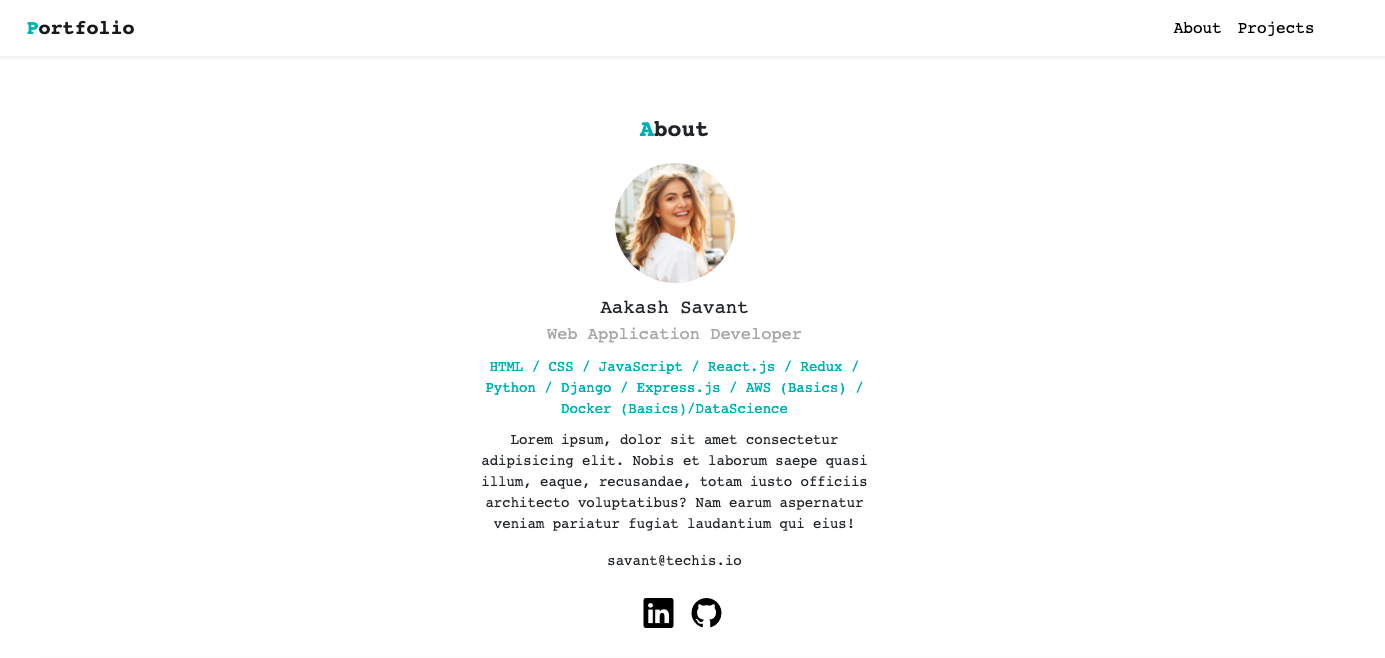 Portfolio
About Projects
About
Aakash Savant
Web Application Developer
HTML / CSS / JavaScript / React.js / Redux /
Python / Django / Express.js / AWS (Basics) /
Docker (Basics)/DataScience
Lorem ipsum, dolor sit amet consectetur
adipisicing elit. Nobis et laborum saepe quasi
illum, eaque, recusandae, totam iusto officiis
architecto voluptatibus? Nam earum aspernatur
veniam pariatur fugiat laudantium qui eius!
savant@techis.io
in